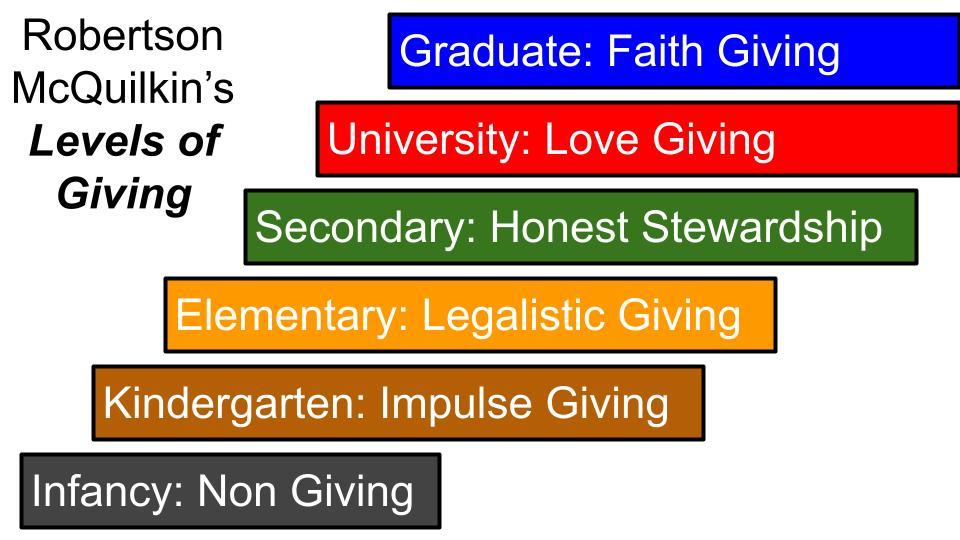 Robertson
McQuilkin’s
Levels of
Giving
Graduate: Faith Giving
University: Love Giving
Secondary: Honest Stewardship
Elementary: Legalistic Giving
Kindergarten: Impulse Giving
Infancy: Non Giving